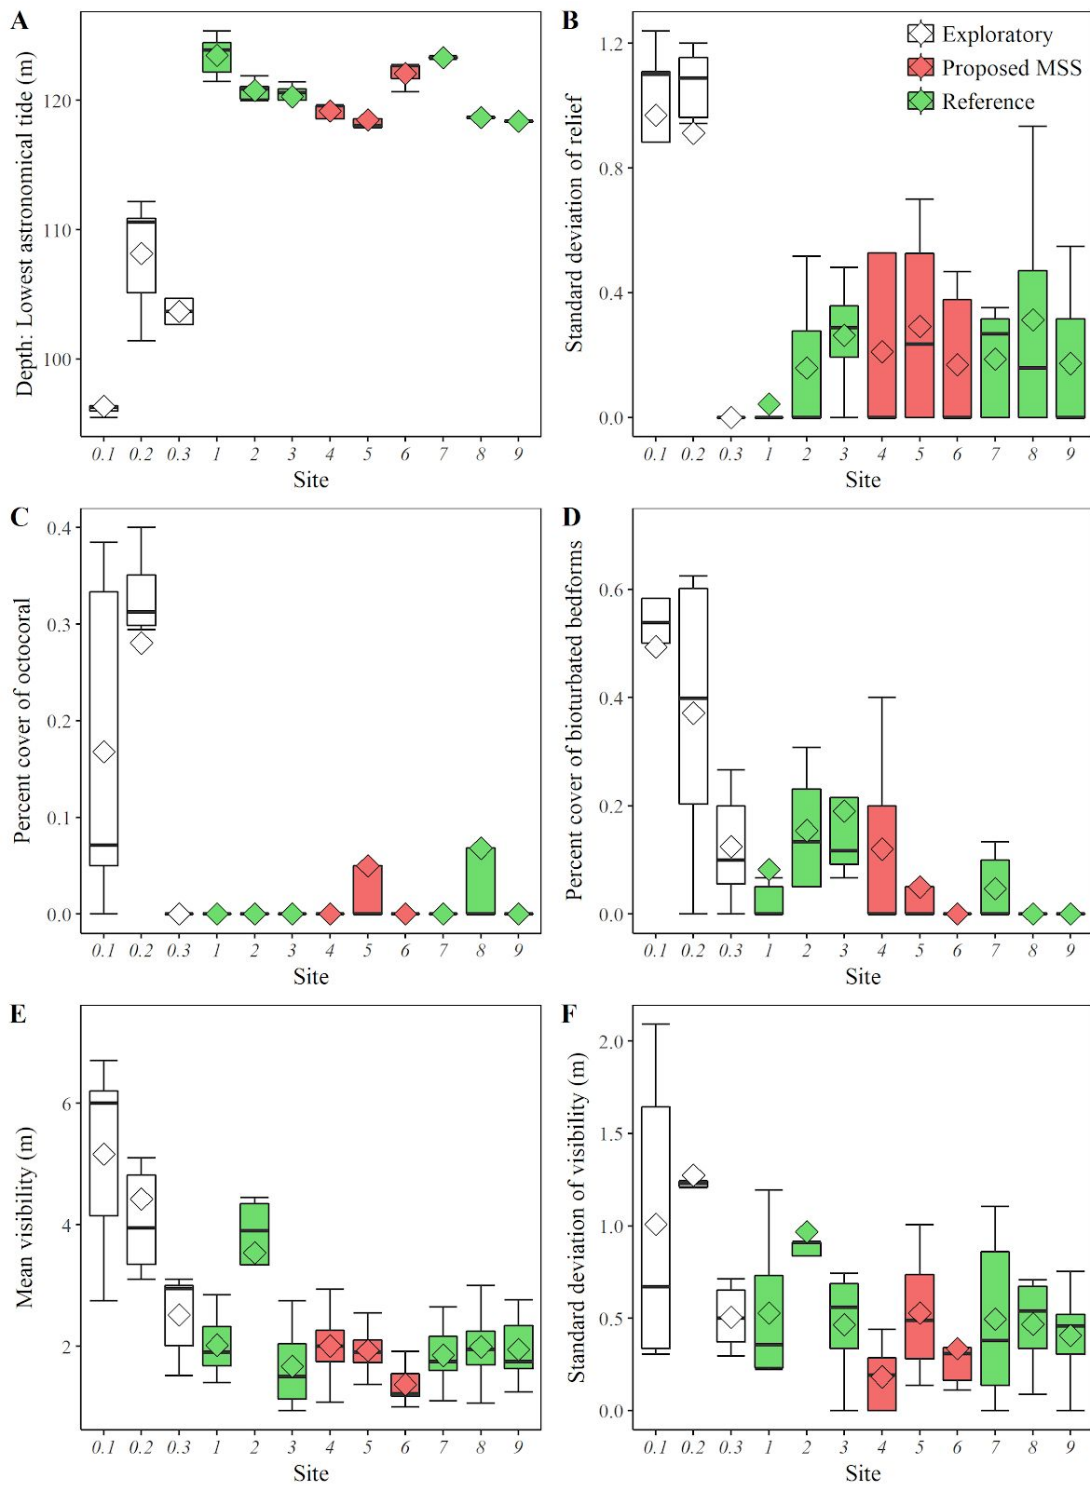 A
Depth: Lowest astronomical tide (m)
120
110
100
0.1 0.2 0.3 1 2 3 4 5 6 7 8 9
Site
B
Exploratory
Proposed MSS
Reference
Standard deviation of relief
1.2
0.8
0.4
0.0
0.1 0.2 0.3 1 2 3 4 5 6 7 8 9
Site
C
Percent cover of octocoral
0.4
0.3
0.2
0.1
0.0
0.1 0.2 0.3 1 2 3 4 5 6 7 8 9
Site
D
Percent cover of bioturbated bedforms
0.6
0.4
0.2
0.0
0.1 0.2 0.3 1 2 3 4 5 6 7 8 9
Site
E
Mean visibility (m)
6
4
2
0.1 0.2 0.3 1 2 3 4 5 6 7 8 9
Site
F
Standard deviation of visibility (m)
2.0
1.5
1.0
0.5
0.0
0.1 0.2 0.3 1 2 3 4 5 6 7 8 9
Site